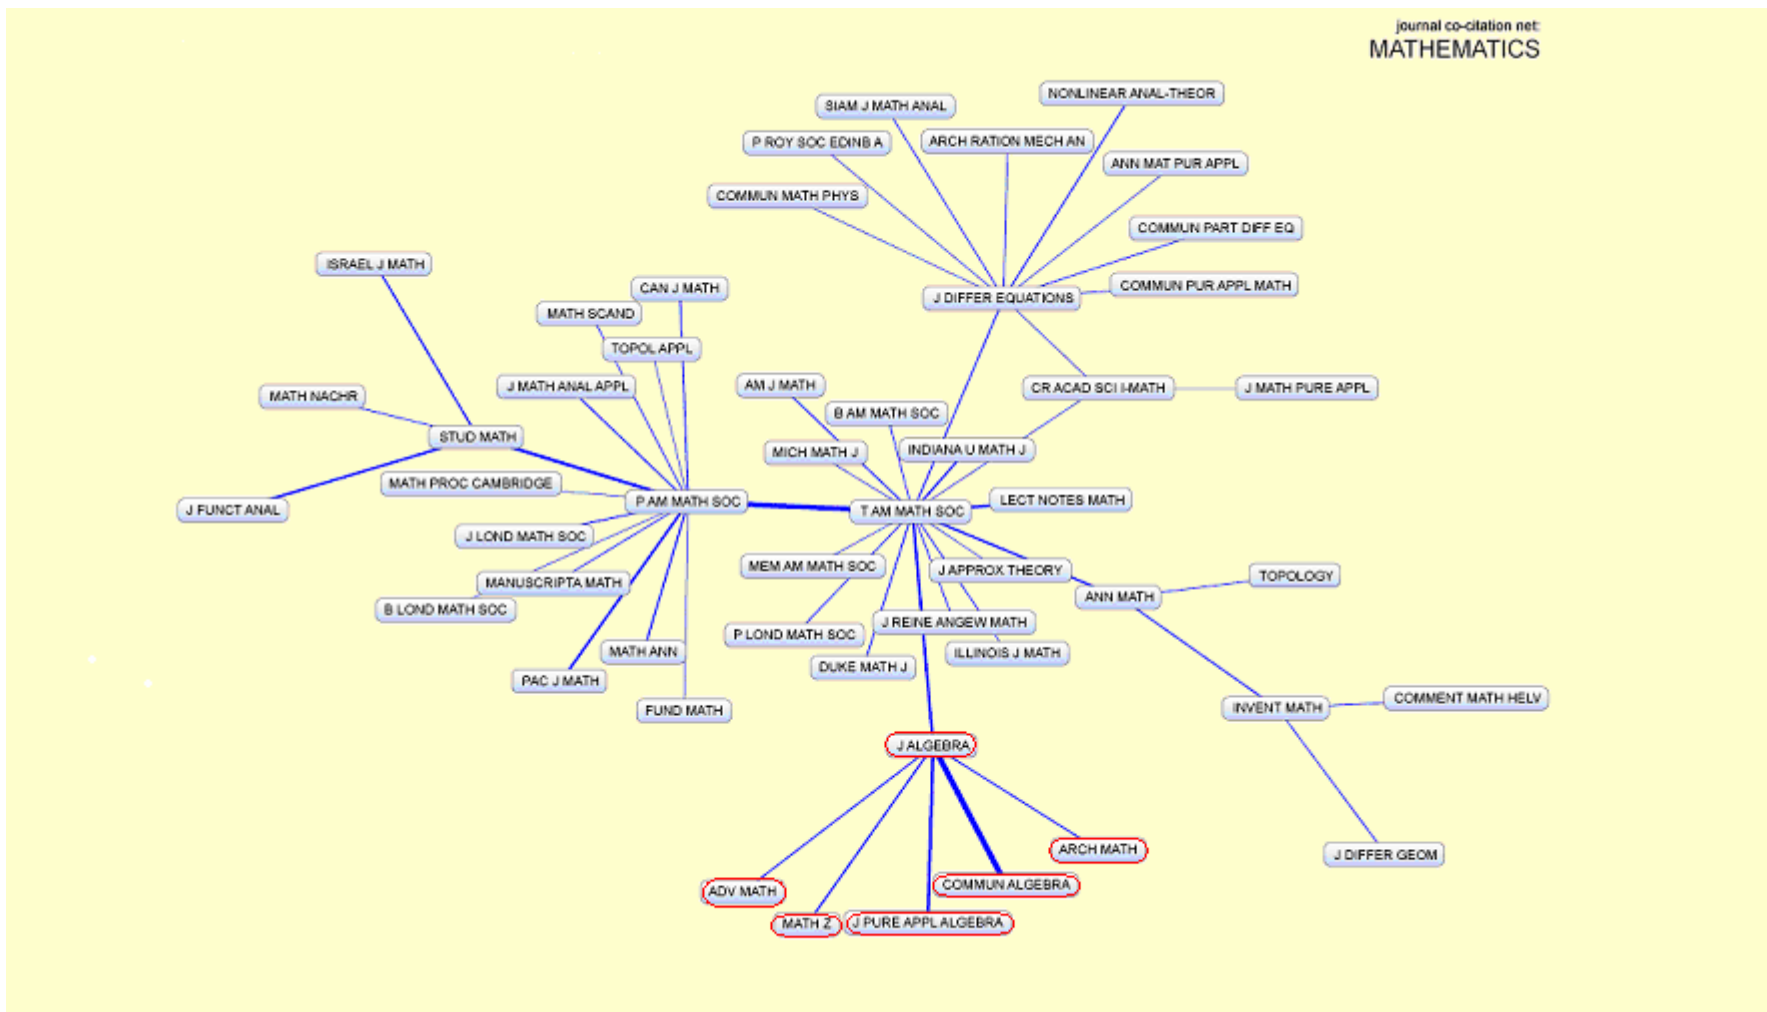 journal co-citation net:
MATHEMATICS
NONLINEAR ANAL-THEOR
SIAM J MATH ANAL
P ROY SOC EDINB A
ARCH RATION MECH AN
ANN MAT PUR APPL
COMMUN MATH PHYS
COMMUN PART DIFF EQ
ISRAEL J MATH
CAN J MATH
COMMUN PUR APPL MATH
J DIFFER EQUATIONS
MATH SCAND
TOPOL APPL
J MATH ANAL APPL
AM J MATH
CR ACAD SCI I-MATH
J MATH PURE APPL
MATH NACHR
B AM MATH SOC
STUD MATH
MICH MATH J
INDIANA U MATH J
MATH PROC CAMBRIDGE
P AM MATH SOC
LECT NOTES MATH
J FUNCT ANAL
T AM MATH SOC
J LOND MATH SOC
MEM AM MATH SOC
J APPROX THEORY
TOPOLOGY
MANUSCRIPTA MATH
ANN MATH
B LOND MATH SOC
P LOND MATH SOC
J REINE ANGEW MATH
MATH ANN
DUKE MATH J
ILLINOIS J MATH
PAC J MATH
FUND MATH
INVENT MATH
COMMENT MATH HELV
J ALGEBRA
ARCH MATH
J DIFFER GEOM
ADV MATH
COMMUN ALGEBRA
MATH Z
J PURE APPL ALGEBRA